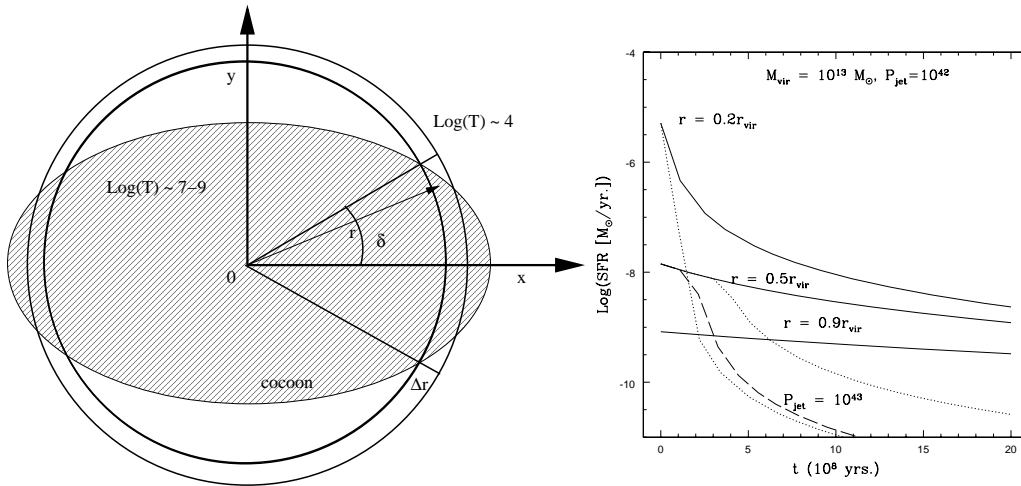 y
Log(T) ~ 4
Log(T) ~ 7–9
r
δ
0
x
cocoon
Δr
M_vir = 10^13 M_⊙, P_jet=10^42
r = 0.2r_vir
r = 0.5r_vir
r = 0.9r_vir
P_jet = 10^43
Log(SFR [M_⊙/yr.])
-4
-6
-8
-10
0 5 10 15 20
t (10^8 yrs.)